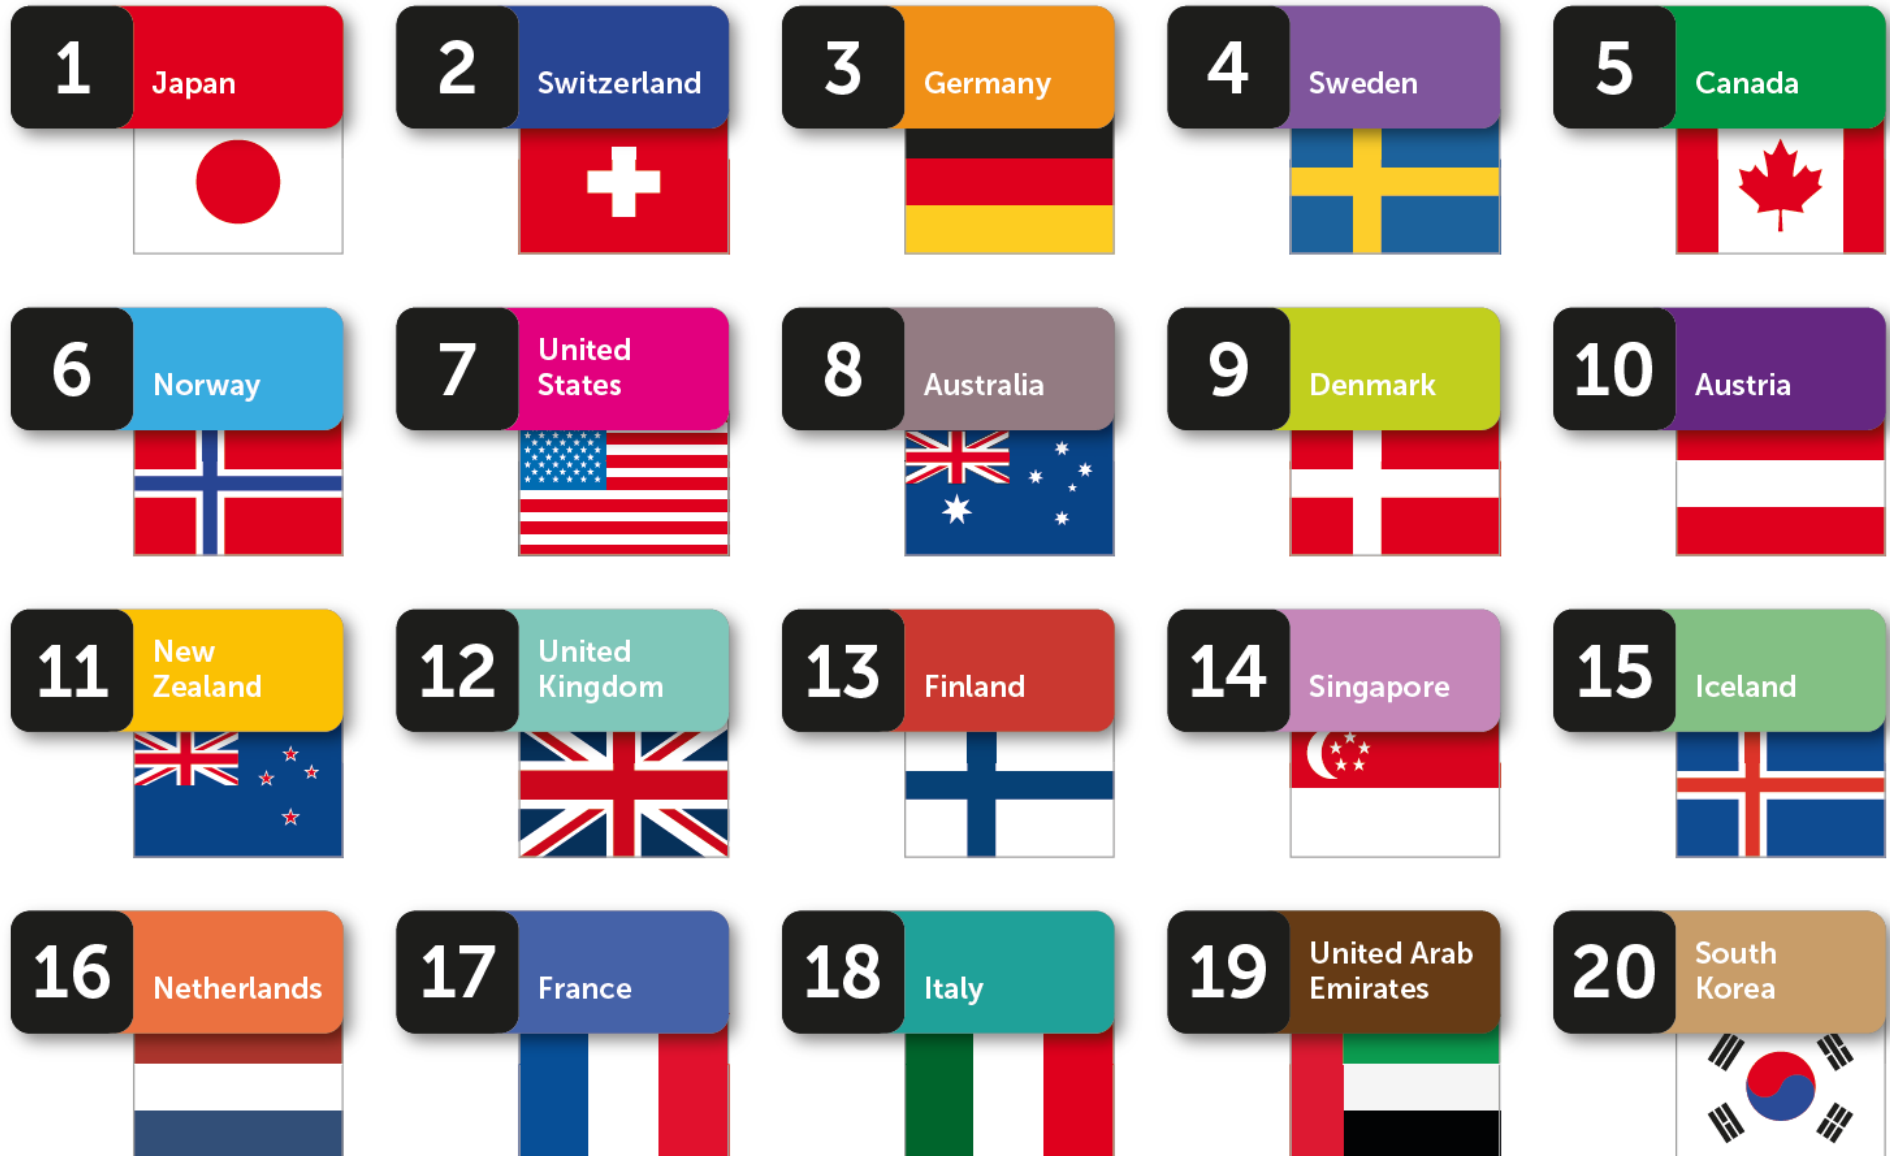 1 Japan
2 Switzerland
3 Germany
4 Sweden
5 Canada
6 Norway
7 United
States
8 Australia
9 Denmark
10 Austria
11 New
Zealand
12 United
Kingdom
13 Finland
14 Singapore
15 Iceland
16 Netherlands
17 France
18 Italy
19 United Arab
Emirates
20 South
Korea